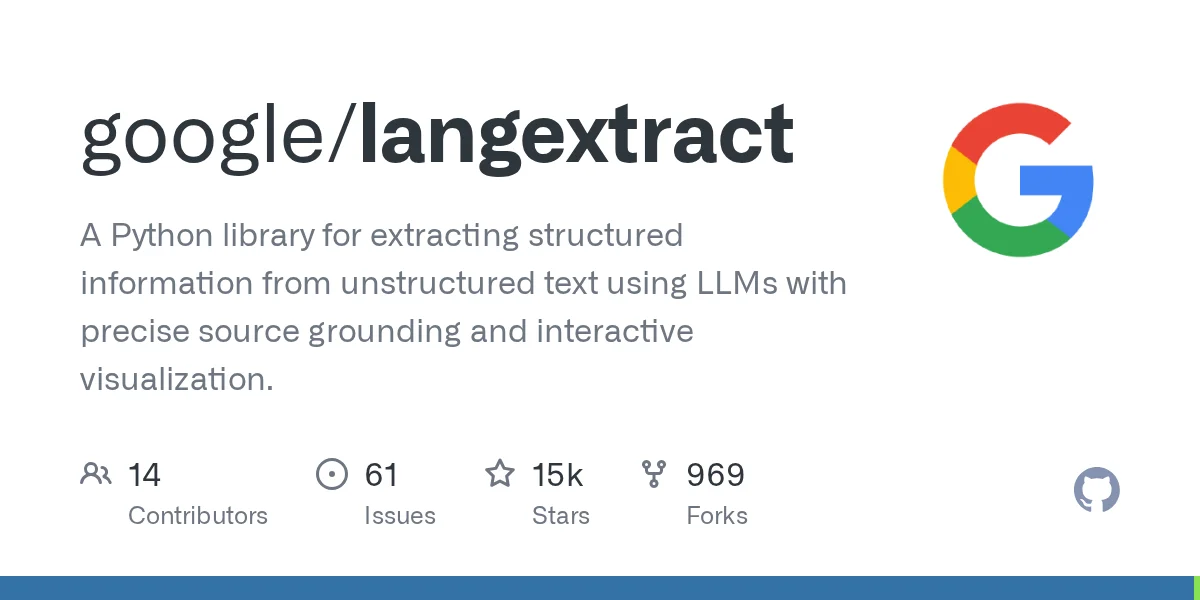 google/langextract
A Python library for extracting structured
information from unstructured text using LLMs with
precise source grounding and interactive
visualization.
14 61 15k 969
Contributors Issues Stars Forks